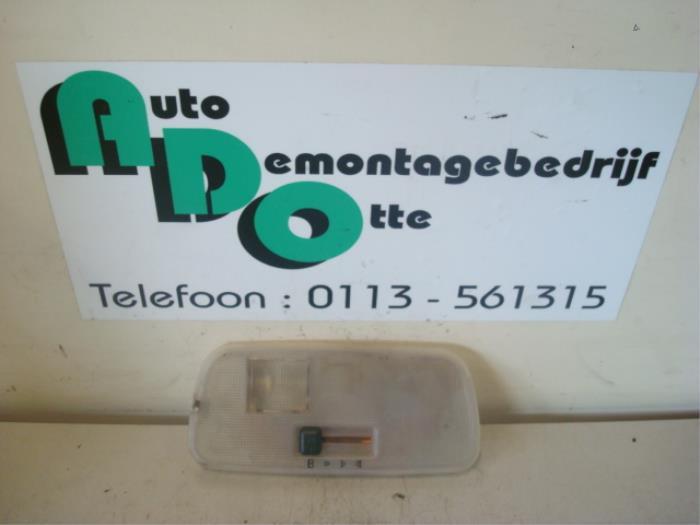 Auto
Demontagebedrijf
Otte
Telefoon : 0113 - 561315